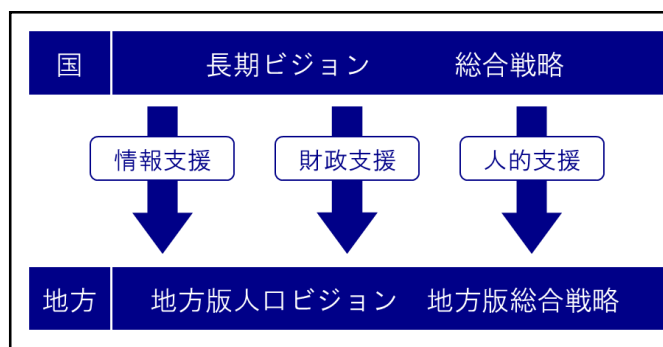 国 長期ビジョン 総合戦略
情報支援 財政支援 人的支援
地方 地方版人口ビジョン 地方版総合戦略